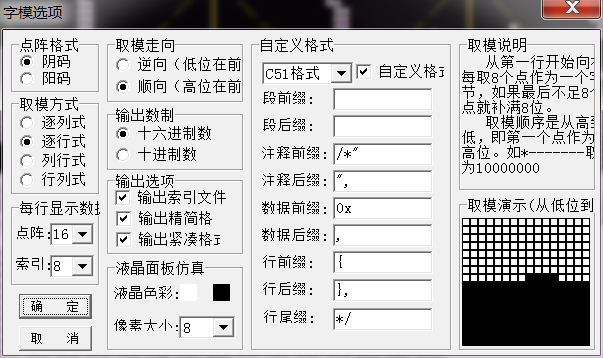 字模选项
点阵格式
阴码
阳码
取模方式
逐列式
逐行式
列行式
行列式
每行显示数据
点阵: 16
索引: 8
确 定
取 消
取模走向
逆向（低位在前
顺向（高位在前
输出数制
十六进制数
十进制数
输出选项
输出索引文件
输出精简格
输出紧凑格式
液晶面板仿真
液晶色彩:
像素大小: 8
自定义格式
C51格式
自定义格式
段前缀:
段后缀:
注释前缀: /*"
注释后缀: ",
数据前缀: 0x
数据后缀: ,
行前缀: {
行后缀: },
行尾缀: */
取模说明
从第一行开始向右
每取8个点作为一个字
节，如果最后不足8个
点就补满8位。
取模顺序是从高到
低，即第一个点作为
高位。如*-------取
为10000000
取模演示(从低位到